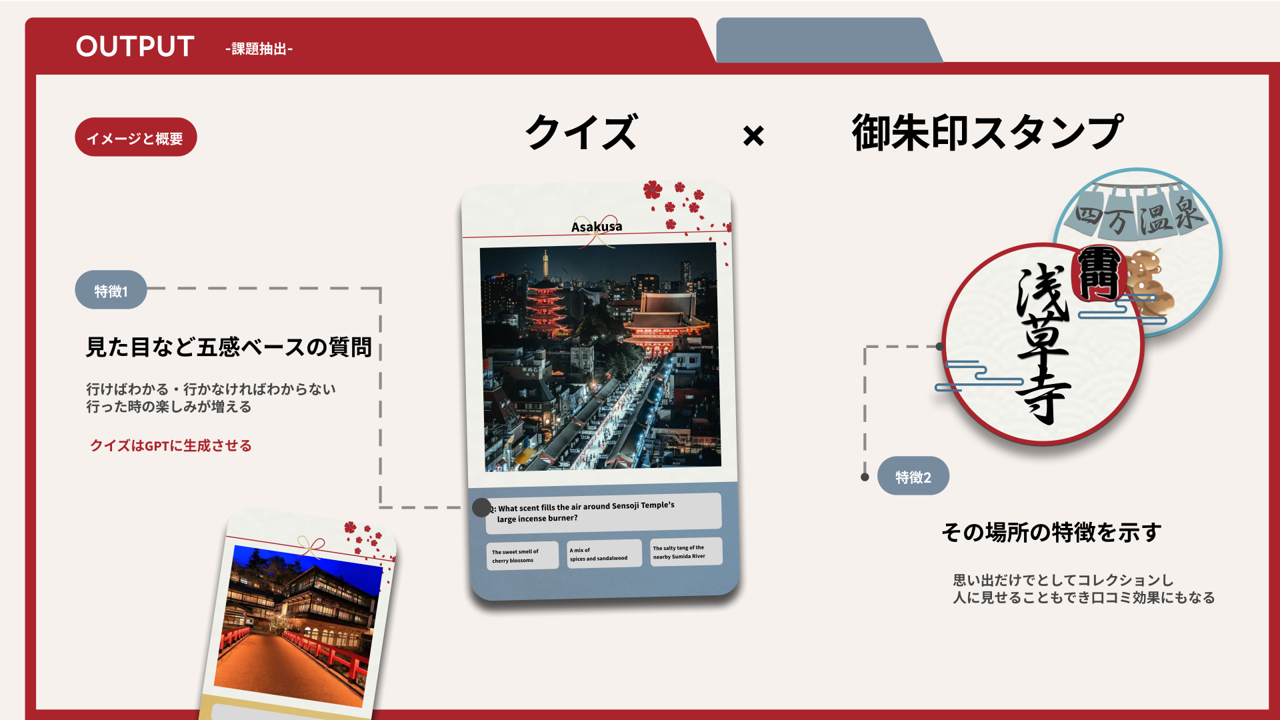 OUTPUT
-課題抽出-
イメージと概要
クイズ × 御朱印スタンプ
特徴1
見た目など五感ベースの質問
行けばわかる・行かなければわからない
行った時の楽しみが増える
クイズはGPTに生成させる
Asakusa
Q: What scent fills the air around Sensoji Temple's
large incense burner?
The sweet smell of
cherry blossoms
A mix of
spices and sandalwood
The salty tang of the
nearby Sumida River
四万温泉
雷門
浅草寺
特徴2
その場所の特徴を示す
思い出だけでとしてコレクションし
人に見せることもでき口コミ効果にもなる